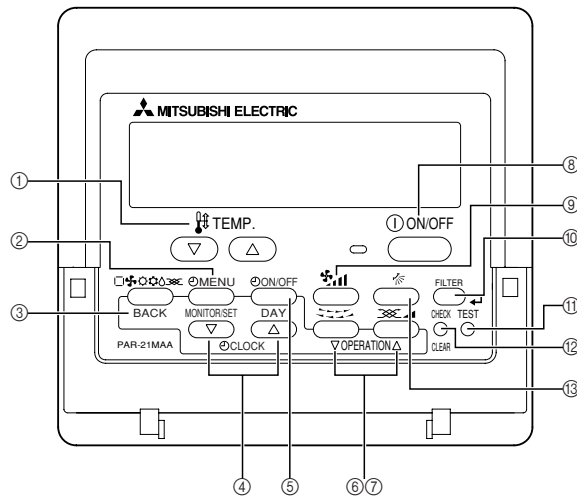 MITSUBISHI ELECTRIC
⑧
⑨
① TEMP. ON/OFF
⑩
② MENU ON/OFF FILTER
③ BACK MONITOR/SET DAY CHECK TEST ⑪
PAR-21MAA CLOCK OPERATION CLEAR ⑫
⑬
④ ⑤ ⑥⑦